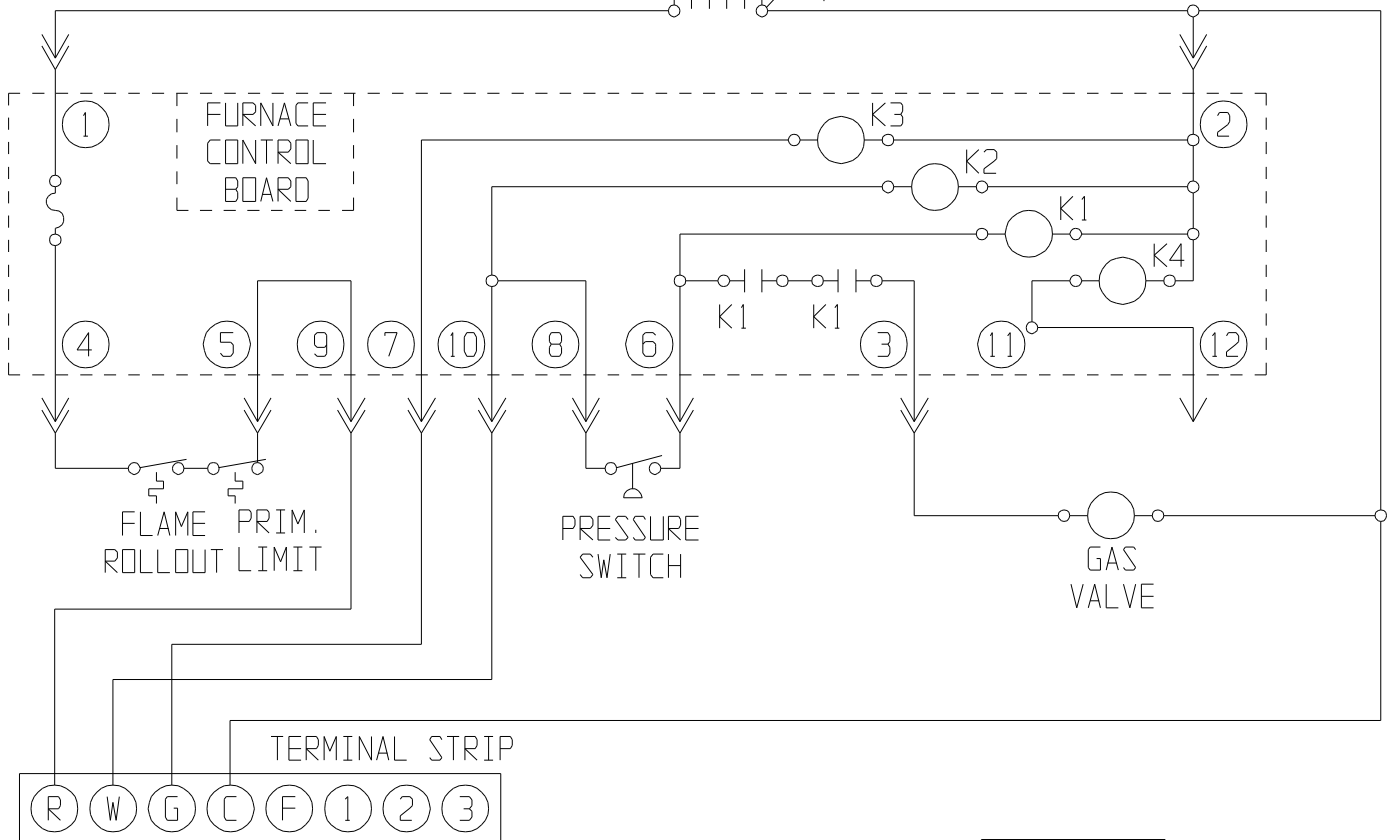 K3
1
FURNACE
CONTROL
BOARD
2
K2
K1
K4
K1
K1
4
5
9
7
10
8
6
3
11
12
FLAME
ROLLOUT
PRIM.
LIMIT
PRESSURE
SWITCH
GAS
VALVE
TERMINAL STRIP
R W G C F 1 2 3